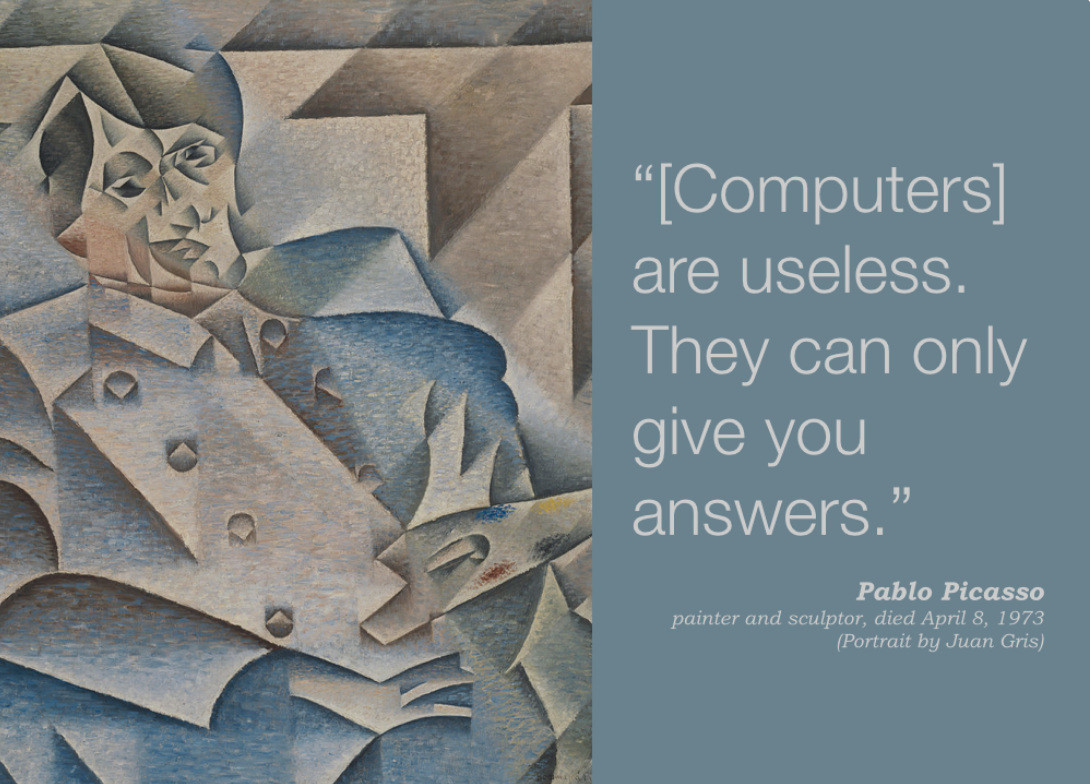 “[Computers]
are useless.
They can only
give you
answers.”
Pablo Picasso
painter and sculptor, died April 8, 1973
(Portrait by Juan Gris)